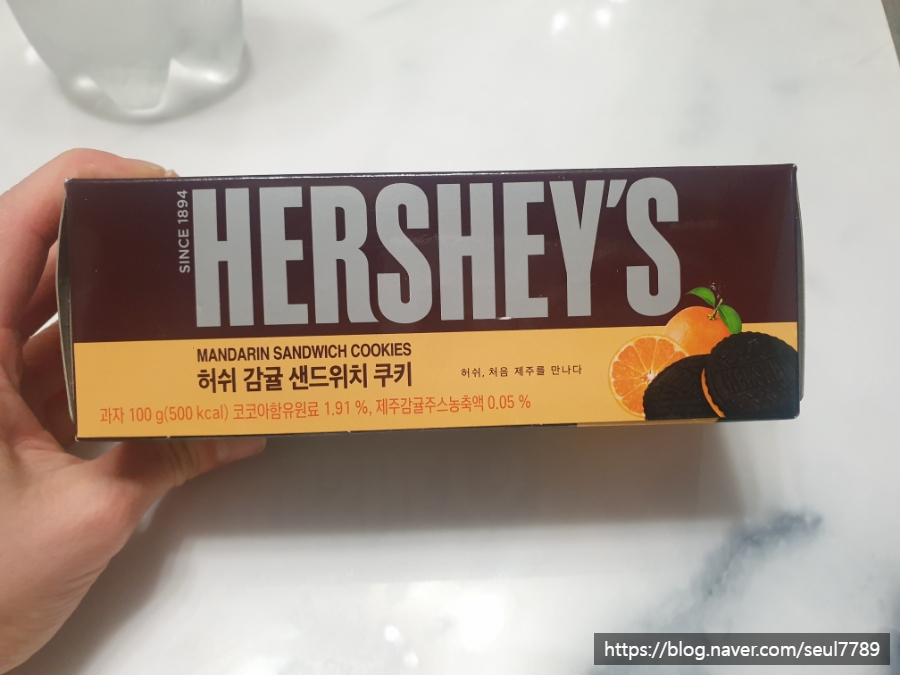 SINCE 1894
HERSHEY'S
MANDARIN SANDWICH COOKIES
허쉬 감귤 샌드위치 쿠키
허쉬, 처음 제주를 만나다
과자 100 g(500 kcal) 코코아함유원료 1.91 %, 제주감귤주스농축액 0.05 %
https://blog.naver.com/seul7789